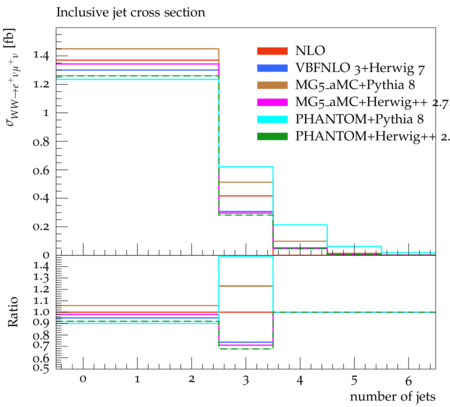 Inclusive jet cross section
σWW→e+νμ+ν [fb]
NLO
VBFNLO 3+Herwig 7
MG5_aMC+Pythia 8
MG5_aMC+Herwig++ 2.7.
PHANTOM+Pythia 8
PHANTOM+Herwig++ 2.
1.4
1.2
1
0.8
0.6
0.4
0.2
0
1.4
1.3
1.2
1.1
1.0
0.9
0.8
0.7
0.6
0.5
Ratio
0 1 2 3 4 5 6
number of jets